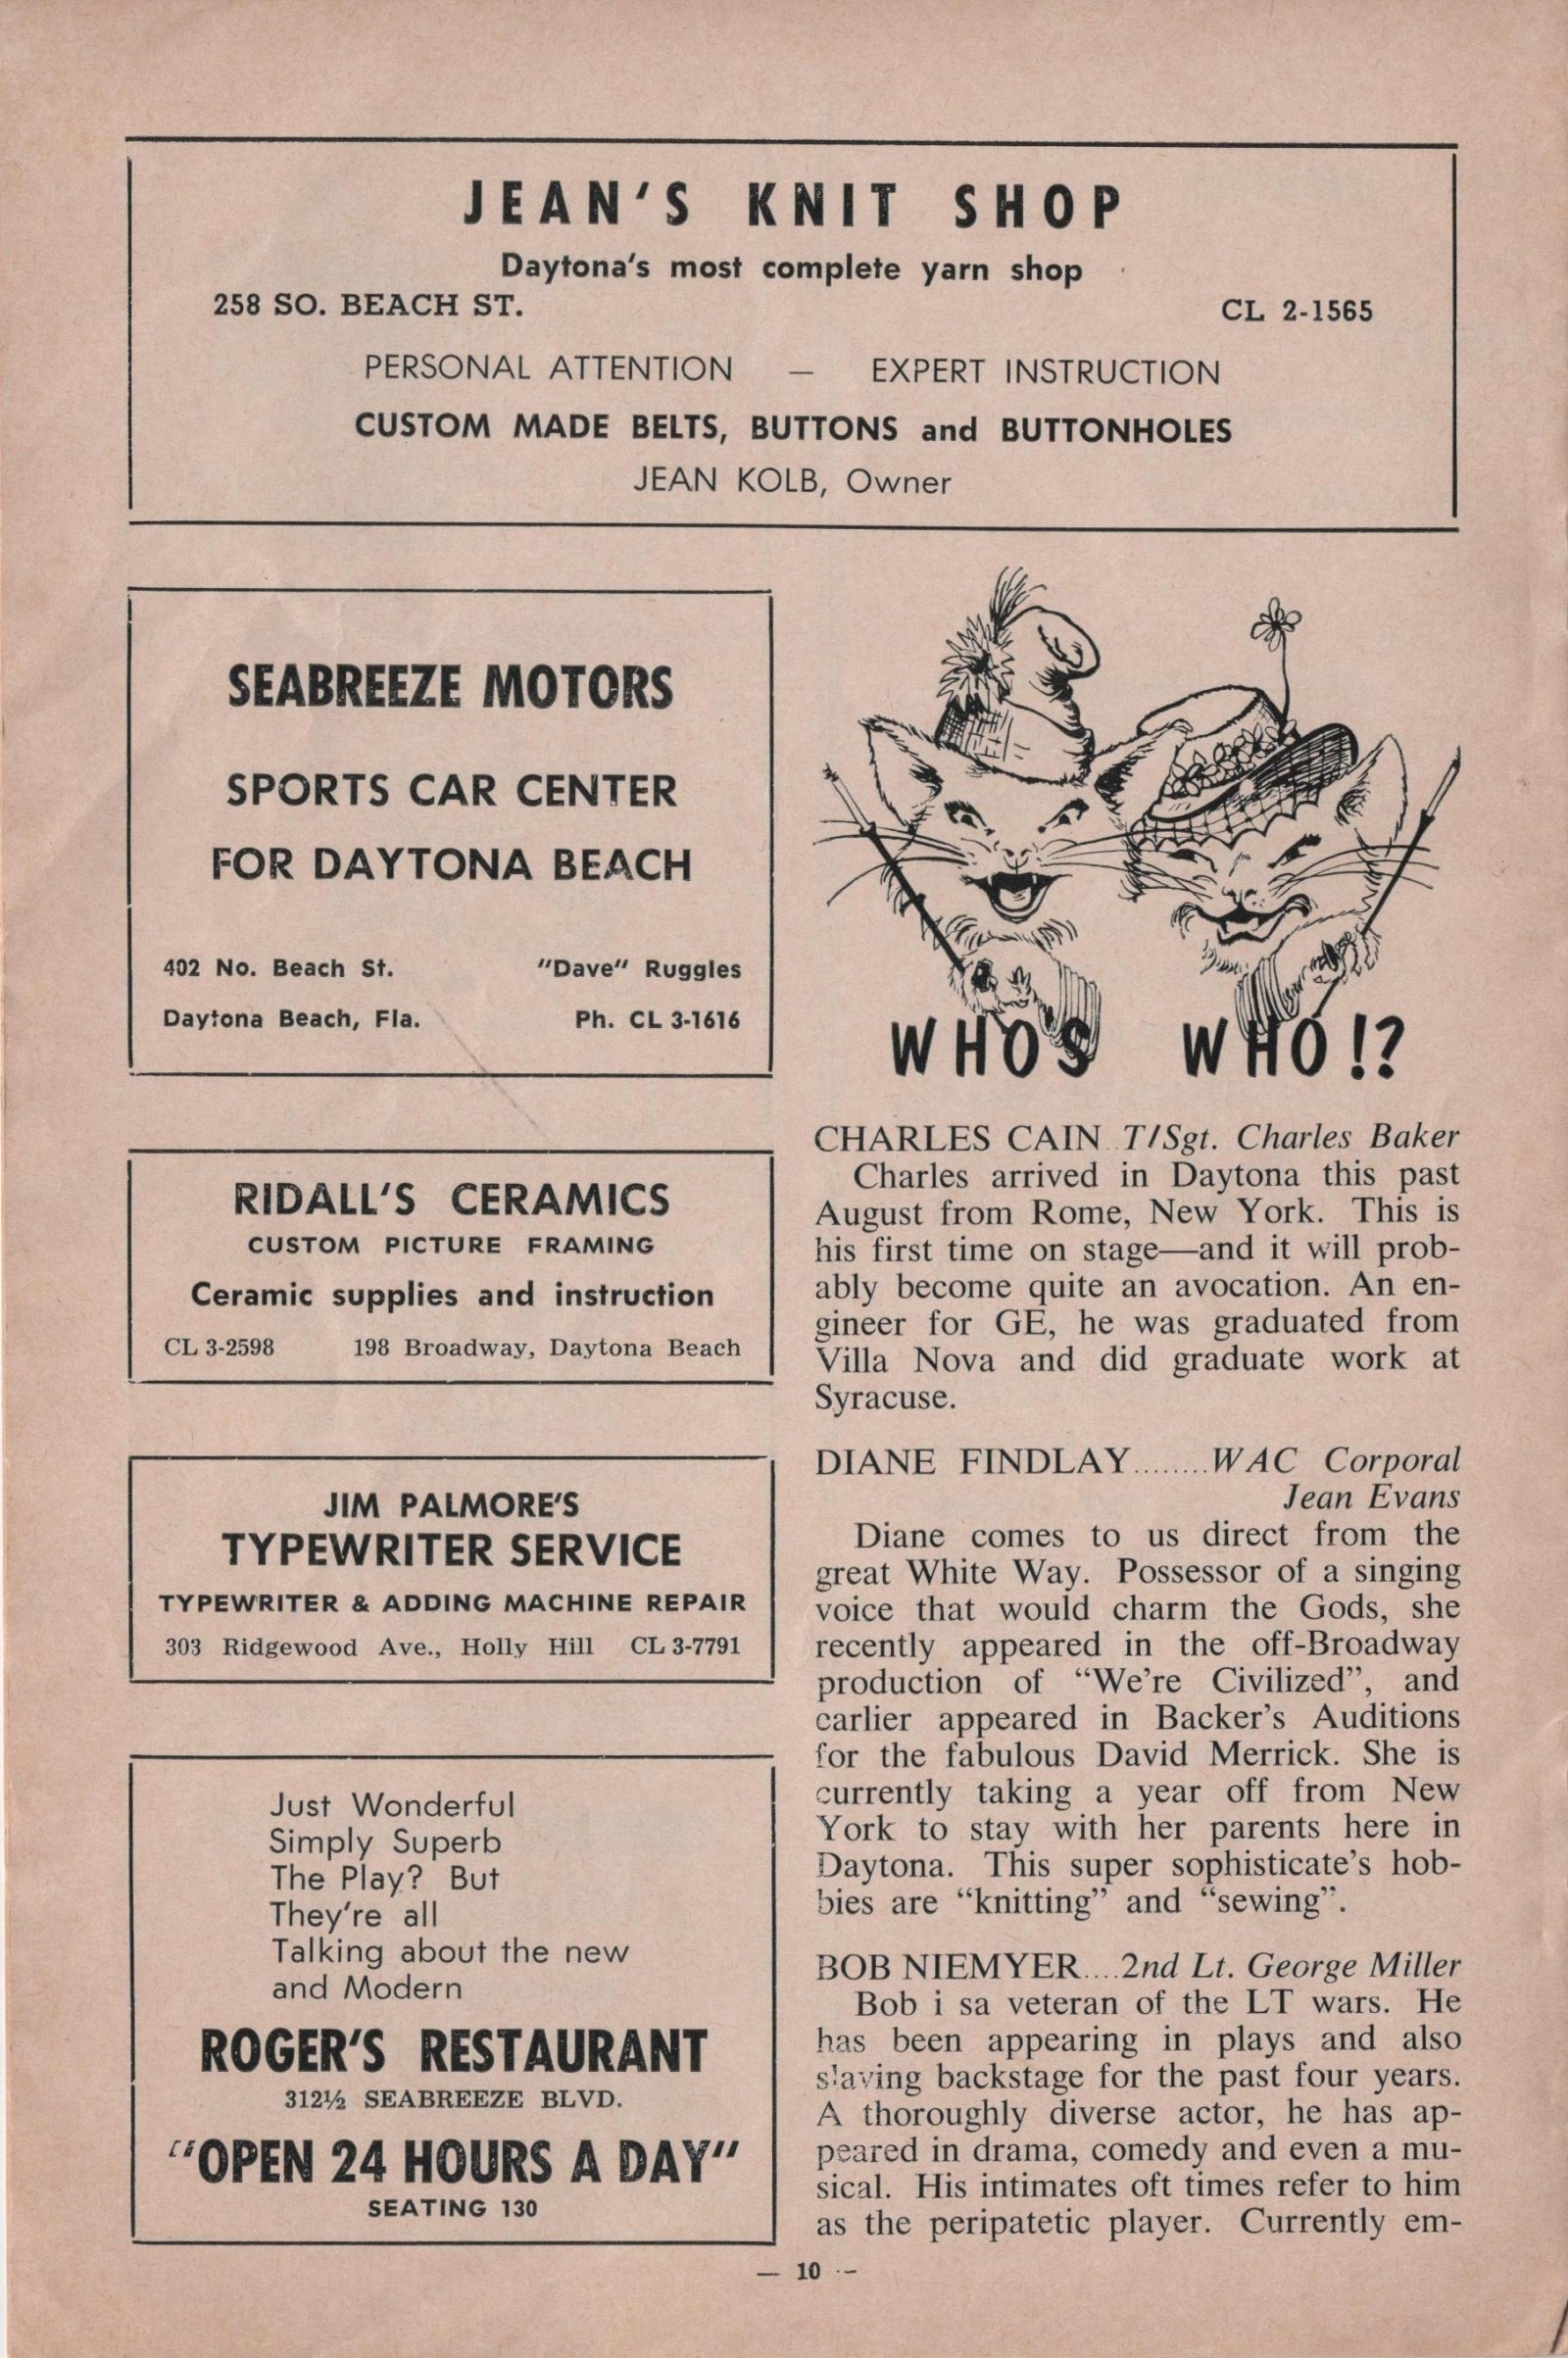 JEAN'S KNIT SHOP
Daytona's most complete yarn shop
258 SO. BEACH ST. CL 2-1565
PERSONAL ATTENTION — EXPERT INSTRUCTION
CUSTOM MADE BELTS, BUTTONS and BUTTONHOLES
JEAN KOLB, Owner
SEABREEZE MOTORS
SPORTS CAR CENTER
FOR DAYTONA BEACH
402 No. Beach St. "Dave" Ruggles
Daytona Beach, Fla. Ph. CL 3-1616
RIDALL'S CERAMICS
CUSTOM PICTURE FRAMING
Ceramic supplies and instruction
CL 3-2598 198 Broadway, Daytona Beach
JIM PALMORE'S
TYPEWRITER SERVICE
TYPEWRITER & ADDING MACHINE REPAIR
303 Ridgewood Ave., Holly Hill CL 3-7791
Just Wonderful
Simply Superb
The Play? But
They're all
Talking about the new
and Modern
ROGER'S RESTAURANT
312½ SEABREEZE BLVD.
"OPEN 24 HOURS A DAY"
SEATING 130
WHO'S WHO!?
CHARLES CAIN T/Sgt. Charles Baker
Charles arrived in Daytona this past
August from Rome, New York. This is
his first time on stage—and it will prob-
ably become quite an avocation. An en-
gineer for GE, he was graduated from
Villa Nova and did graduate work at
Syracuse.
DIANE FINDLAY........WAC Corporal
Jean Evans
Diane comes to us direct from the
great White Way. Possessor of a singing
voice that would charm the Gods, she
recently appeared in the off-Broadway
production of "We're Civilized", and
earlier appeared in Backer's Auditions
for the fabulous David Merrick. She is
currently taking a year off from New
York to stay with her parents here in
Daytona. This super sophisticate's hob-
bies are "knitting" and "sewing".
BOB NIEMYER....2nd Lt. George Miller
Bob i sa veteran of the LT wars. He
has been appearing in plays and also
slaving backstage for the past four years.
A thoroughly diverse actor, he has ap-
peared in drama, comedy and even a mu-
sical. His intimates oft times refer to him
as the peripatetic player. Currently em-
— 10 —